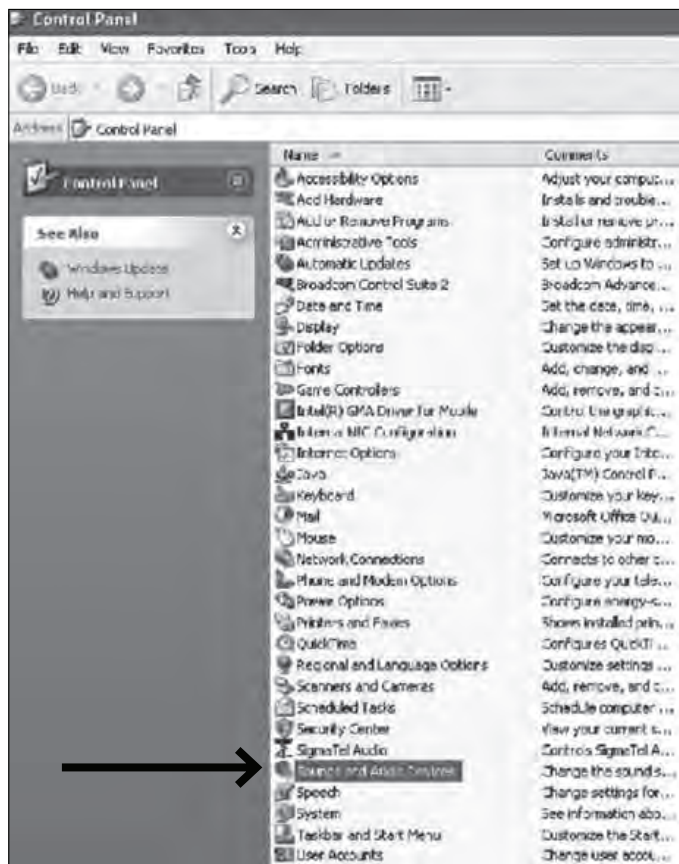 Control Panel
File Edit View Favorites Tools Help
Back Search Folders
Address Control Panel
Control Panel
See Also
Windows Update
Help and Support
Name Comments
Accessibility Options Adjust your comput...
Add Hardware Installs and trouble...
Add or Remove Programs Install or remove pr...
Administrative Tools Configure administr...
Automatic Updates Set up Windows to ...
Broadcom Control Suite 2 Broadcom Advance...
Date and Time Set the date, time, ...
Display Change the appear...
Folder Options Customize the disp...
Fonts Add, change, and ...
Game Controllers Add, remove, and c...
Intel(R) GMA Driver for Mobile Control the graphic...
Internal NIC Configuration Internal Network C...
Internet Options Configure your Inte...
Java Java(TM) Control P...
Keyboard Customize your key...
Mail Microsoft Office Ou...
Mouse Customize your mo...
Network Connections Connects to other c...
Phone and Modem Options Configure your tele...
Power Options Configure energy-s...
Printers and Faxes Shows installed prin...
QuickTime Configures QuickTi...
Regional and Language Options Customize settings ...
Scanners and Cameras Add, remove, and c...
Scheduled Tasks Schedule computer ...
Security Center View your current s...
SigmaTel Audio Controls SigmaTel A...
Sounds and Audio Devices Change the sound s...
Speech Change settings for...
System See information abo...
Taskbar and Start Menu Customize the Start...
User Accounts Change user accou...